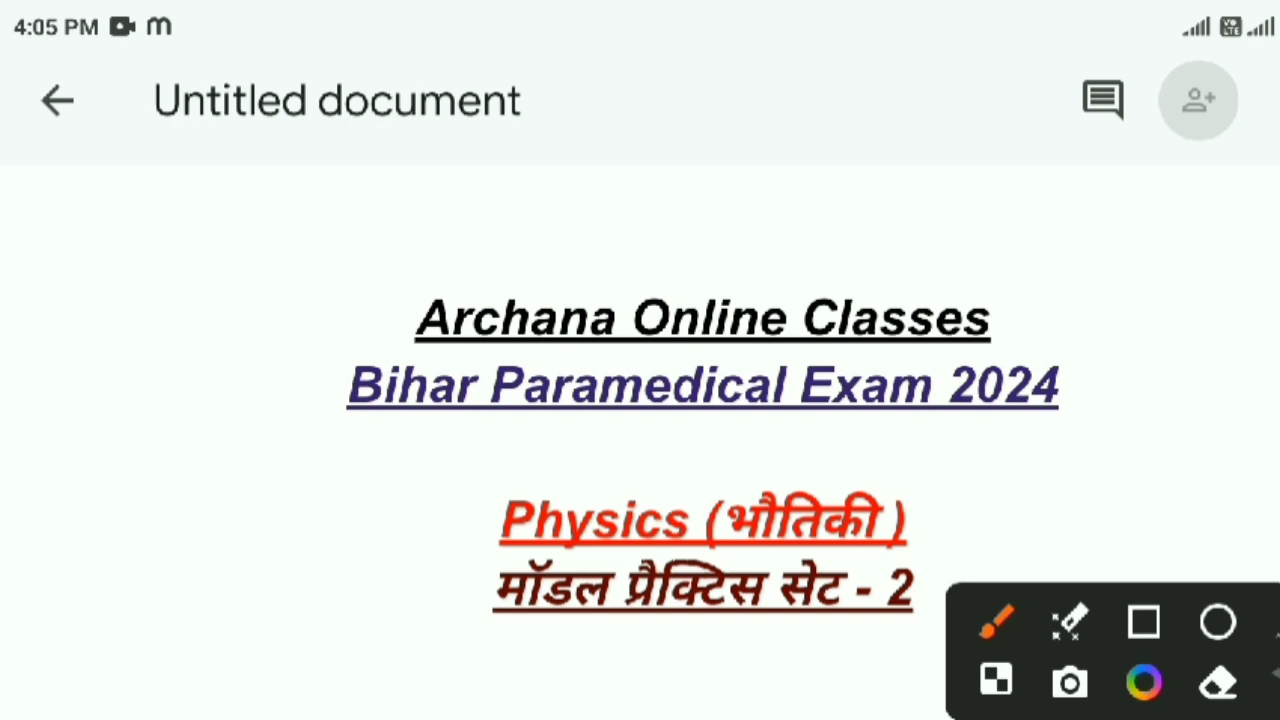 4:05 PM m
Untitled document
Archana Online Classes
Bihar Paramedical Exam 2024
Physics (भौतिकी)
मॉडल प्रैक्टिस सेट - 2